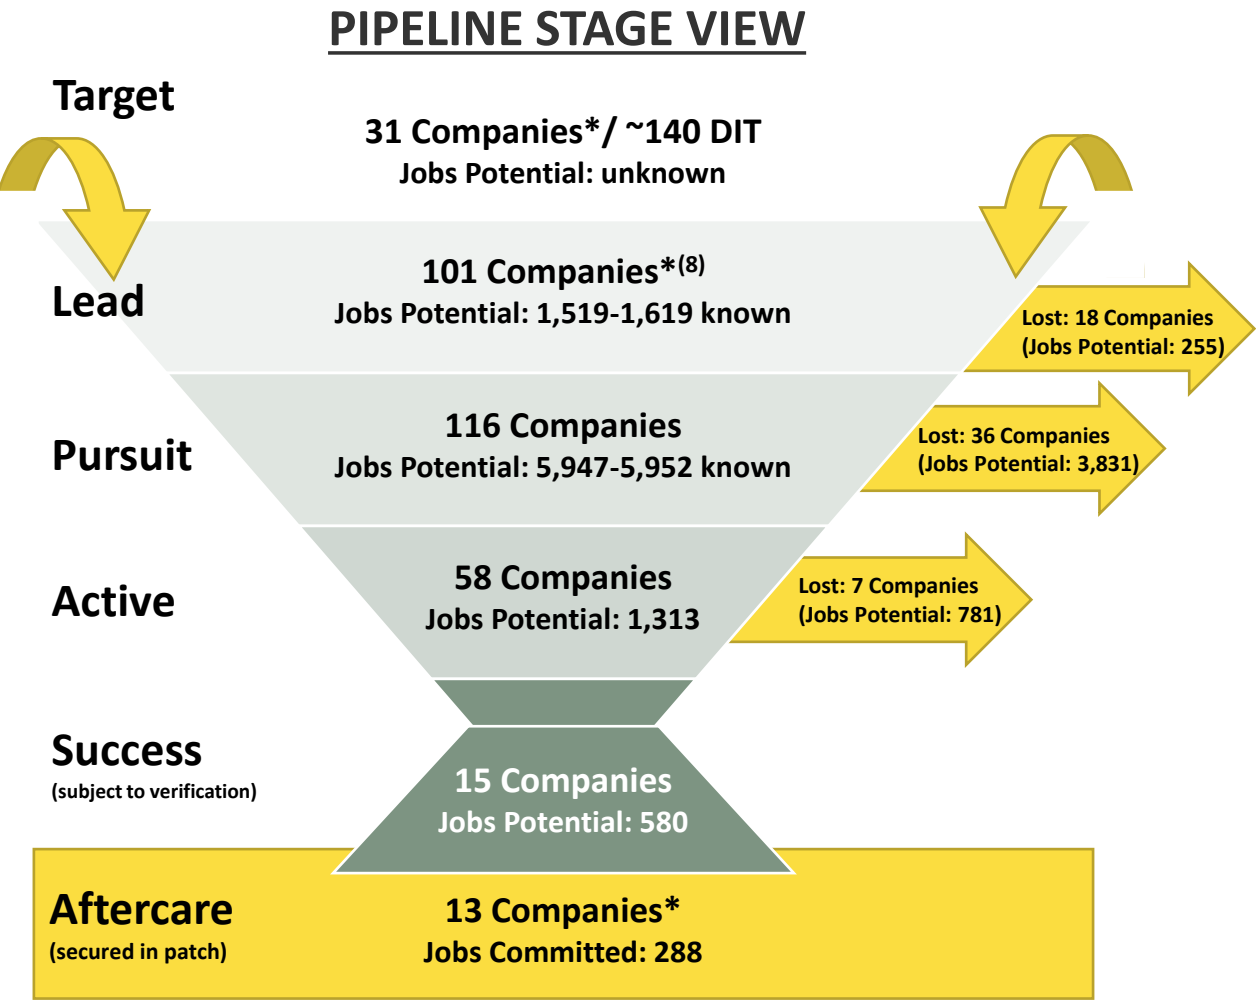 PIPELINE STAGE VIEW
Target
31 Companies*/ ~140 DIT
Jobs Potential: unknown
Lead
101 Companies*(8)
Jobs Potential: 1,519-1,619 known
Lost: 18 Companies
(Jobs Potential: 255)
Pursuit
116 Companies
Jobs Potential: 5,947-5,952 known
Lost: 36 Companies
(Jobs Potential: 3,831)
Active
58 Companies
Jobs Potential: 1,313
Lost: 7 Companies
(Jobs Potential: 781)
Success
(subject to verification)
15 Companies
Jobs Potential: 580
Aftercare
(secured in patch)
13 Companies*
Jobs Committed: 288